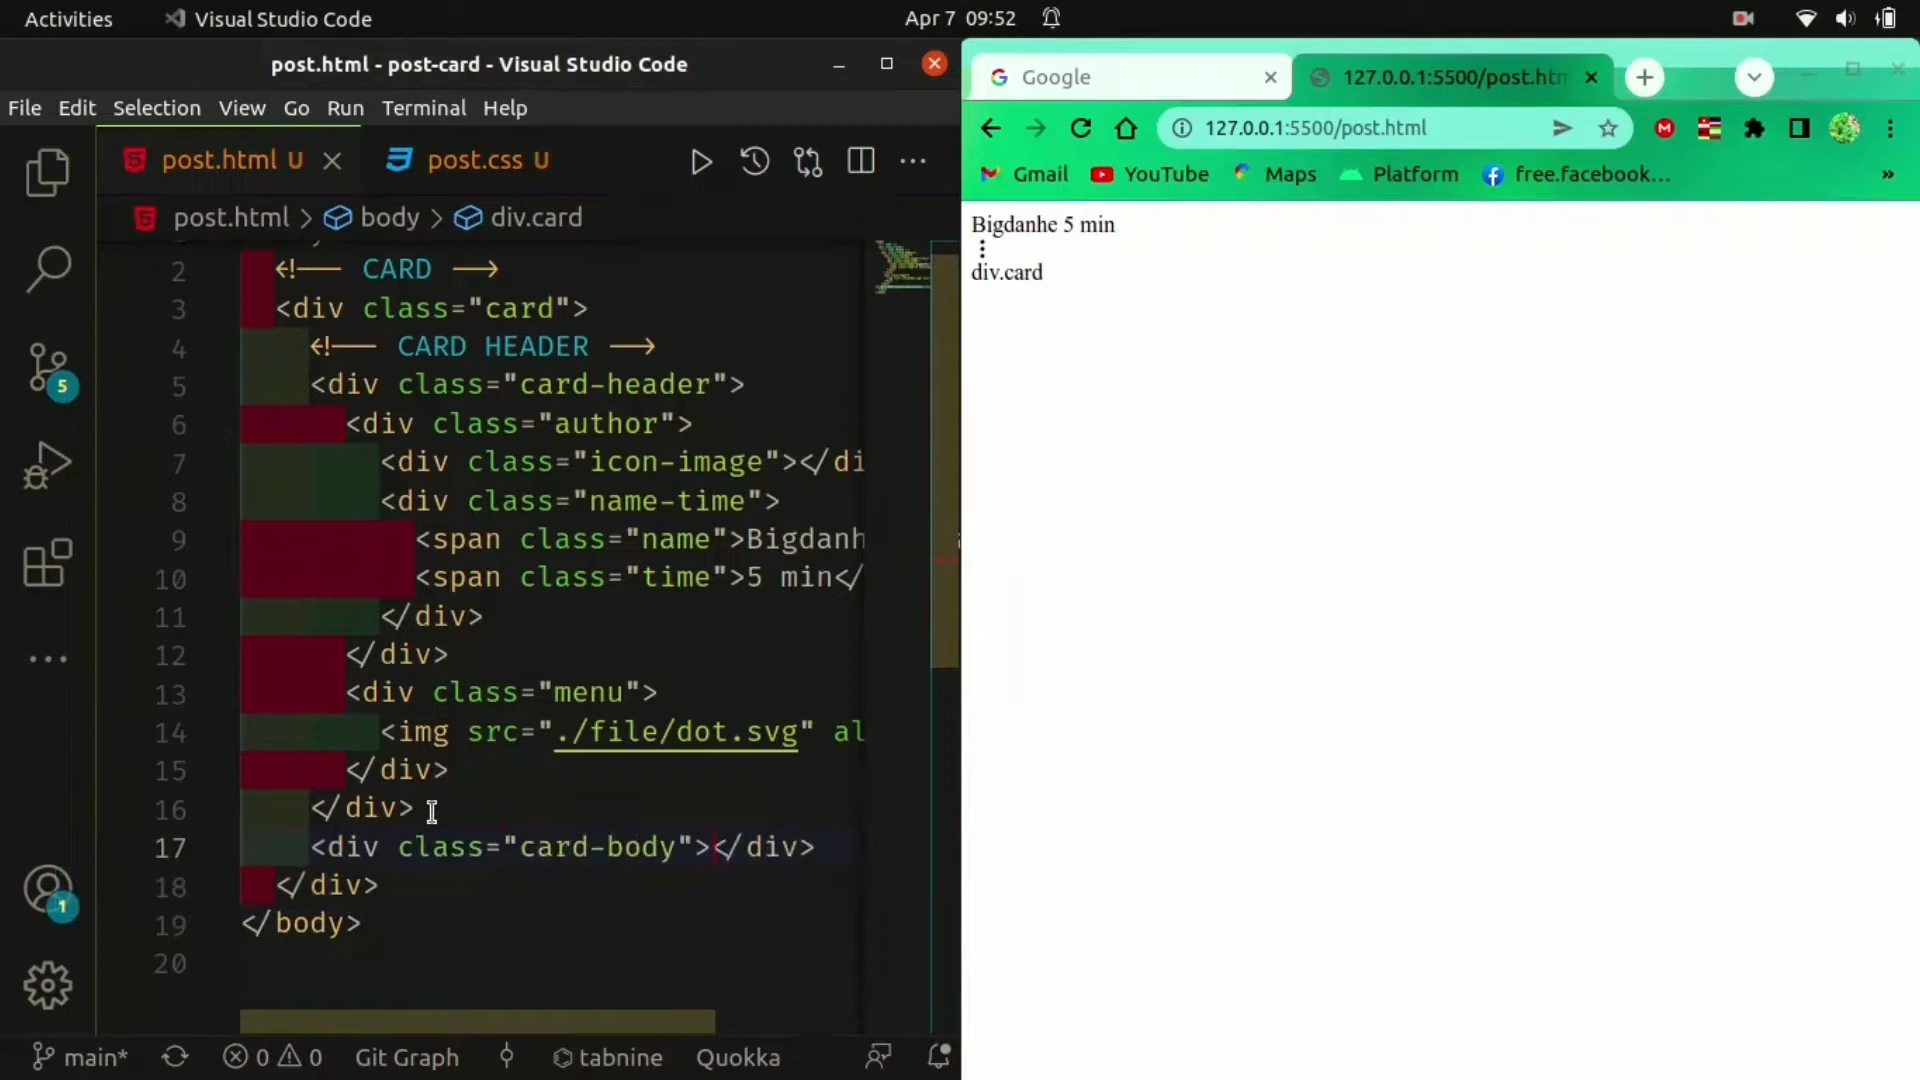 Activities
Visual Studio Code
Apr 7 09:52
post.html - post-card - Visual Studio Code
File Edit Selection View Go Run Terminal Help
post.html U
post.css U
post.html > body > div.card
2 <!-- CARD -->
3 <div class="card">
4 <!-- CARD HEADER -->
5 <div class="card-header">
6 <div class="author">
7 <div class="icon-image"></di
8 <div class="name-time">
9 <span class="name">Bigdanh
10 <span class="time">5 min</
11 </div>
12 </div>
13 <div class="menu">
14 <img src="./file/dot.svg" al
15 </div>
16 </div>
17 <div class="card-body"></div>
18 </div>
19 </body>
20
5
1
main* 0 0 Git Graph tabnine Quokka
Google
127.0.0.1:5500/post.htm
127.0.0.1:5500/post.html
Gmail YouTube Maps Platform free.facebook... »
Bigdanhe 5 min
div.card